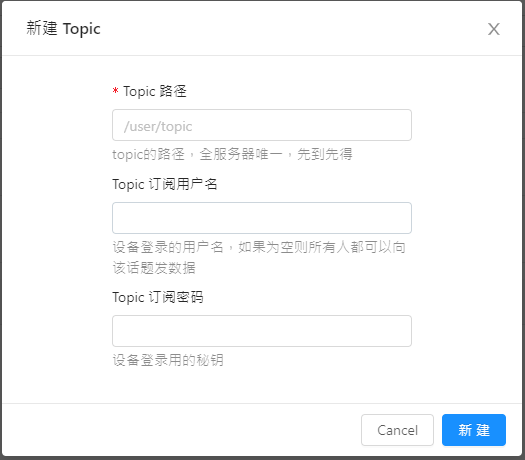 新建 Topic
* Topic 路径
/user/topic
topic的路径，全服务器唯一，先到先得
Topic 订阅用户名
设备登录的用户名，如果为空则所有人都可以向
该话题发数据
Topic 订阅密码
设备登录用的秘钥
Cancel
新 建